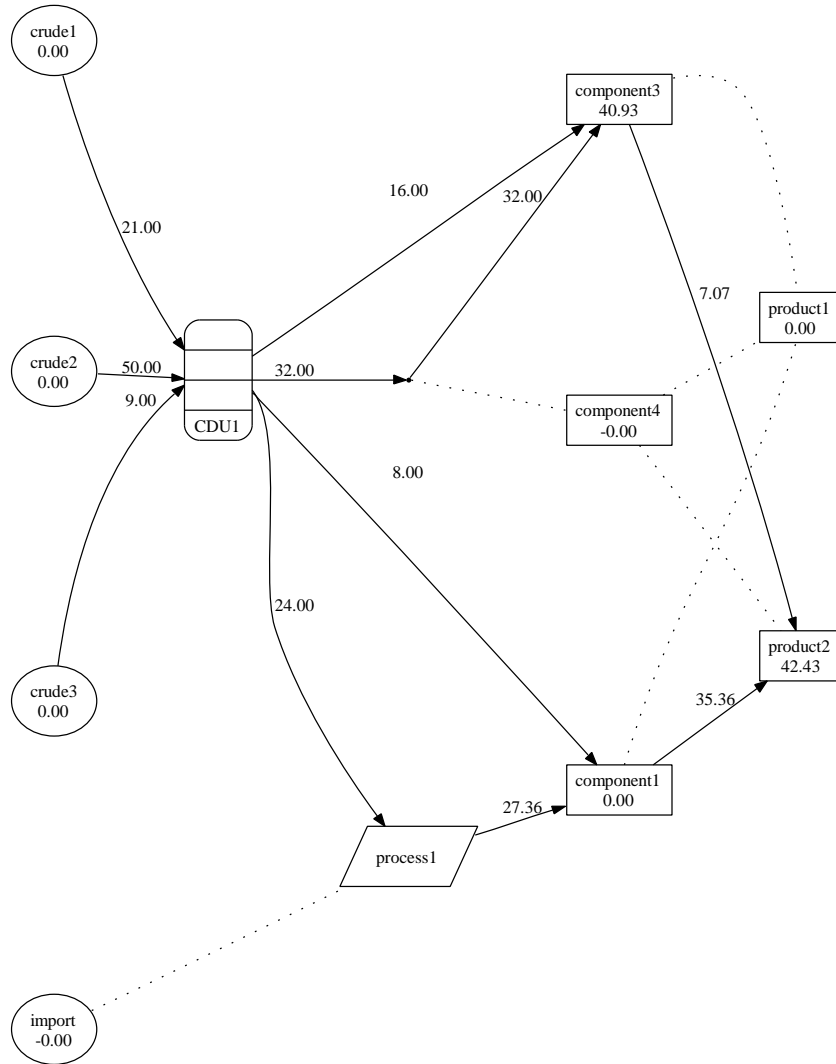 crude1
0.00
component3
40.93
16.00
32.00
21.00
7.07
product1
0.00
crude2
0.00
50.00
9.00
32.00
CDU1
component4
-0.00
8.00
24.00
product2
42.43
crude3
0.00
35.36
component1
0.00
27.36
process1
import
-0.00